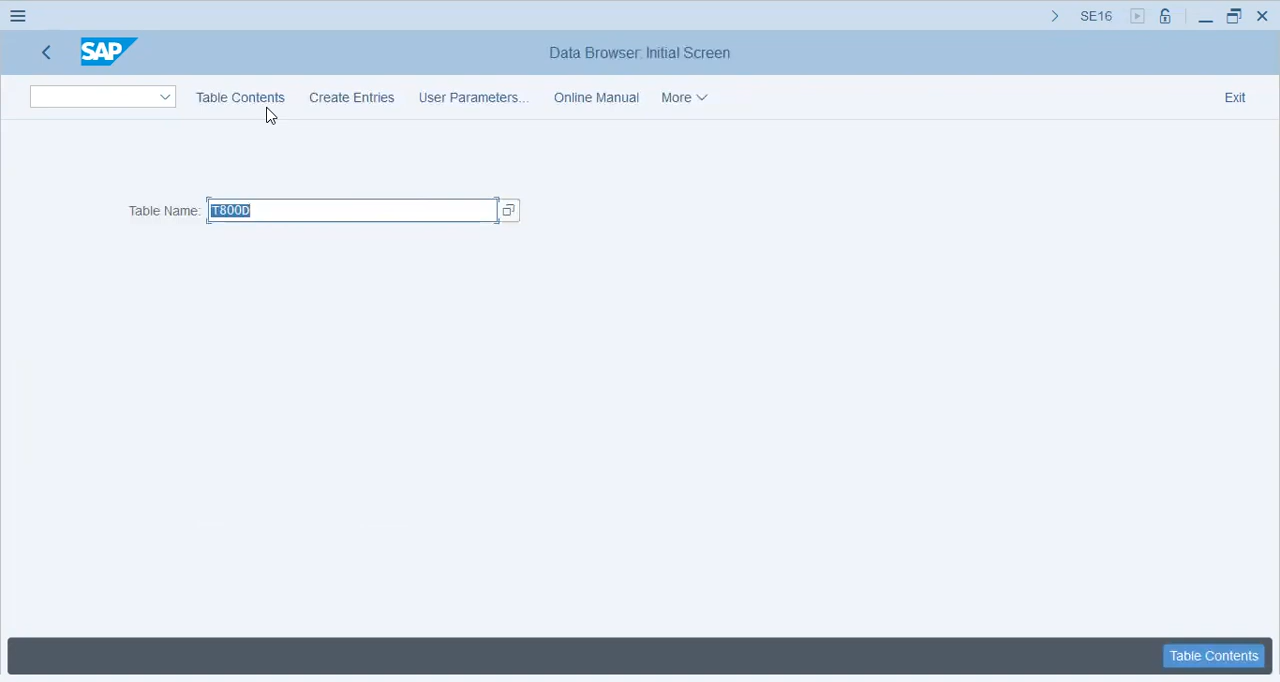 SE16
SAP
Data Browser: Initial Screen
Table Contents Create Entries User Parameters... Online Manual More Exit
Table Name: T800D
Table Contents